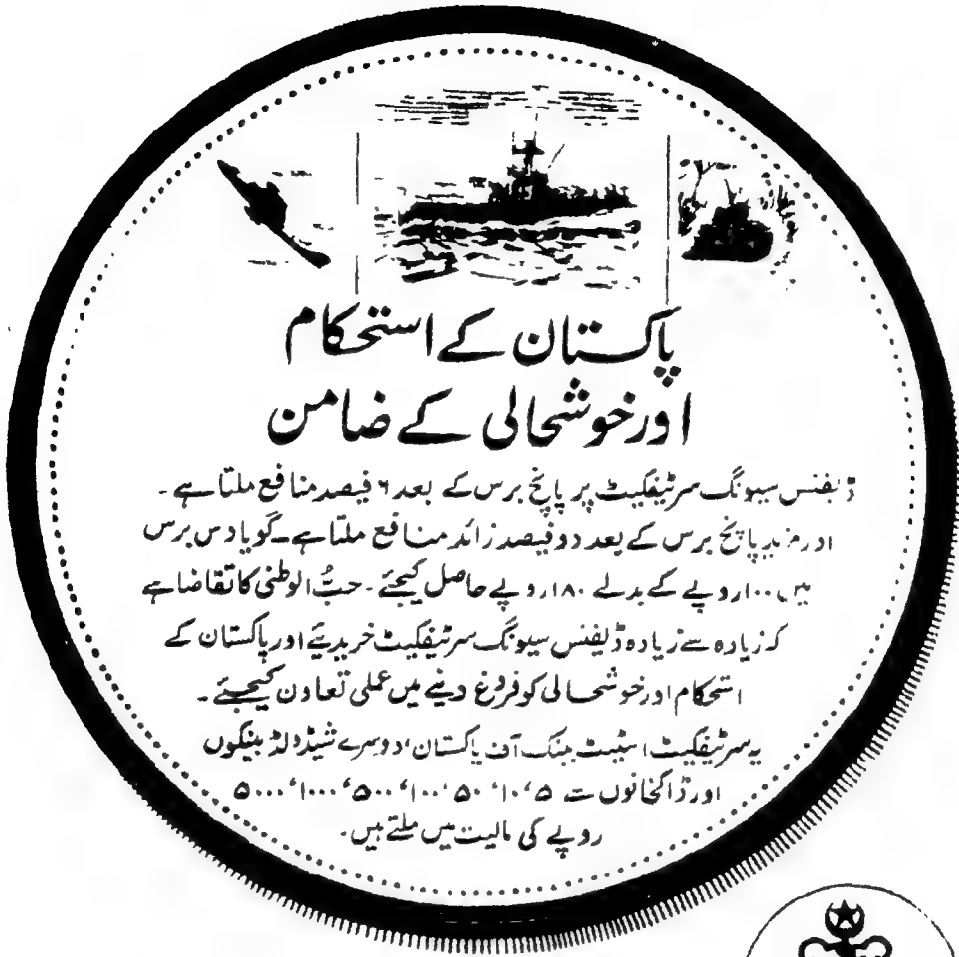 پاکستان کے استحکام
اور خوشحالی کے ضامن
ڈیفنس سیونگ سرٹیفکیٹ پر پانچ برس کے بعد ۶ فیصد منافع ملتا ہے۔
اور مزید پانچ برس کے بعد دو فیصد زائد منافع ملتا ہے۔ گویا دس برس
میں ۱۰۰ روپے کے بدلے ۱۸۰ روپے حاصل کیجئے۔ حبُّ الوطنی کا تقاضا ہے
کہ زیادہ سے زیادہ ڈیفنس سیونگ سرٹیفکیٹ خریدیئے اور پاکستان کے
استحکام اور خوشحالی کو فروغ دینے میں عملی تعاون کیجئے۔
یہ سرٹیفکیٹ اسٹیٹ بینک آف پاکستان، دوسرے شیڈولڈ بینکوں
اور ڈاکخانوں سے ۵، ۱۰، ۵۰، ۱۰۰، ۵۰۰، ۱۰۰۰، ۵۰۰۰
روپے کی مالیت میں ملتے ہیں۔